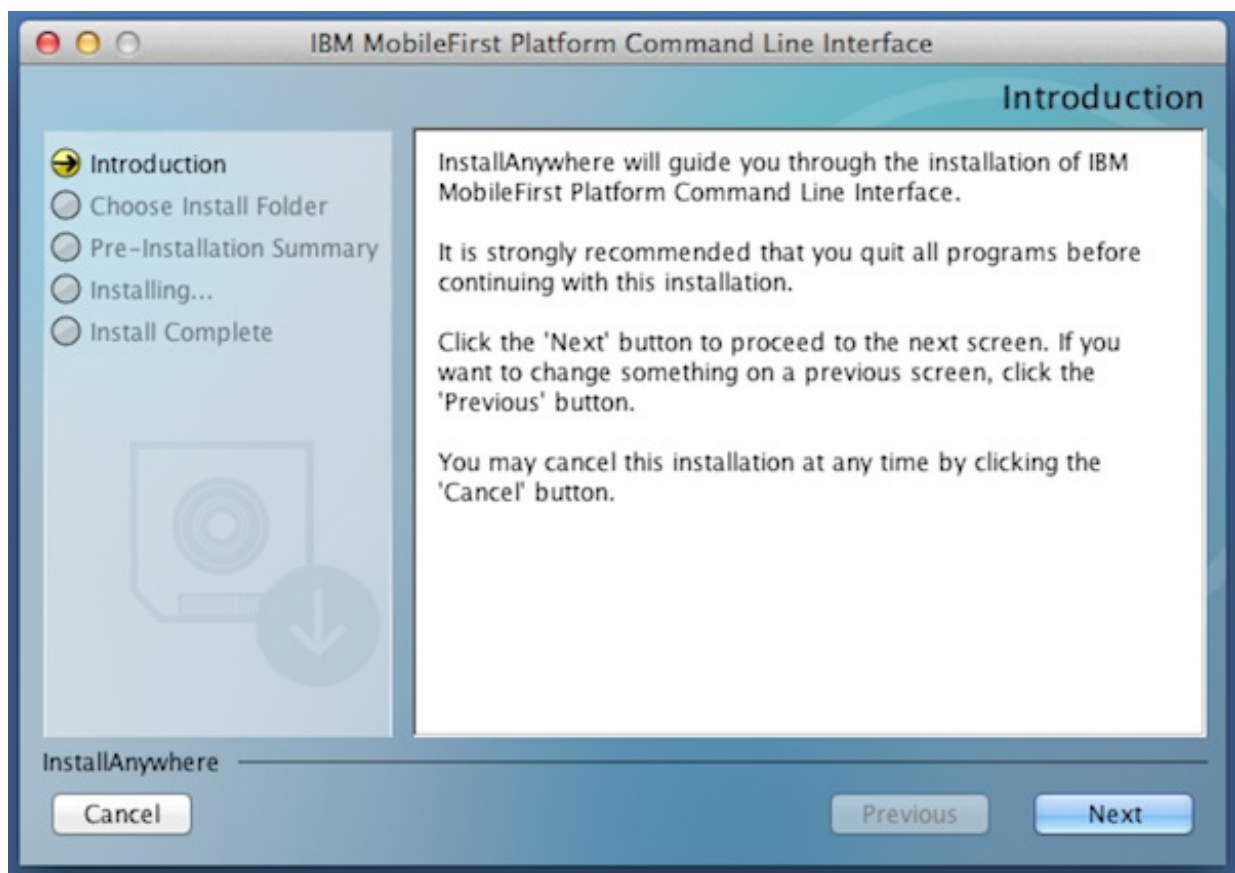 IBM MobileFirst Platform Command Line Interface
Introduction
Introduction
Choose Install Folder
Pre-Installation Summary
Installing...
Install Complete
InstallAnywhere will guide you through the installation of IBM
MobileFirst Platform Command Line Interface.
It is strongly recommended that you quit all programs before
continuing with this installation.
Click the 'Next' button to proceed to the next screen. If you
want to change something on a previous screen, click the
'Previous' button.
You may cancel this installation at any time by clicking the
'Cancel' button.
InstallAnywhere
Cancel
Previous
Next